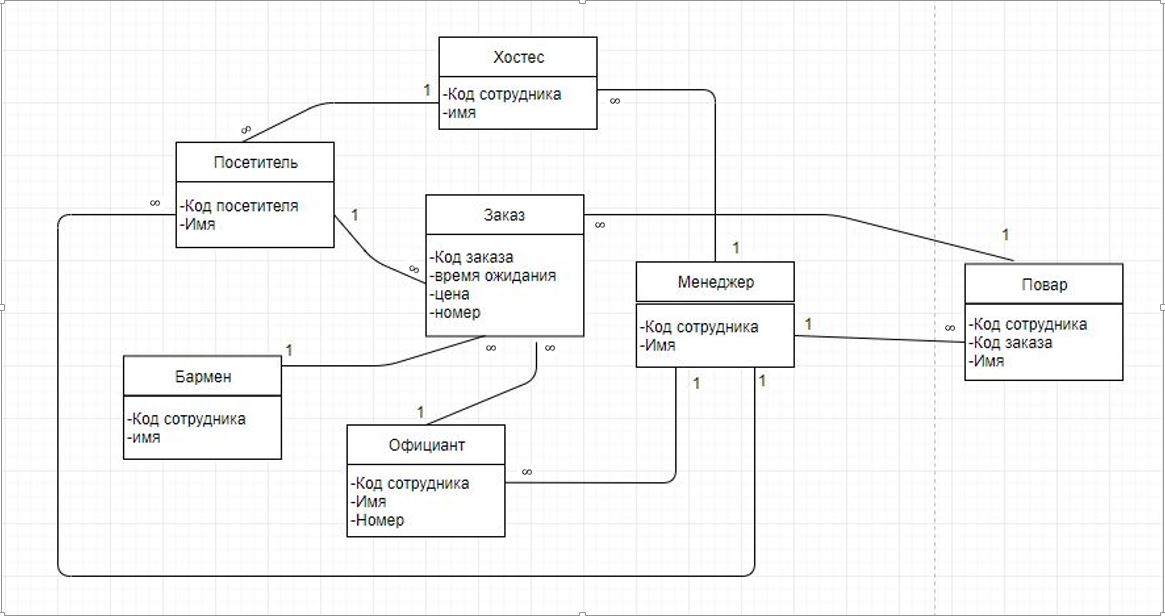 Хостес
-Код сотрудника
-имя
1
∞
∞
Посетитель
-Код посетителя
-Имя
∞
1
∞
Заказ
-Код заказа
-время ожидания
-цена
-номер
∞
1
1
Менеджер
-Код сотрудника
-Имя
1
∞
Повар
-Код сотрудника
-Код заказа
-Имя
1
∞
∞
Бармен
-Код сотрудника
-имя
1
1
1
Официант
-Код сотрудника
-Имя
-Номер
∞